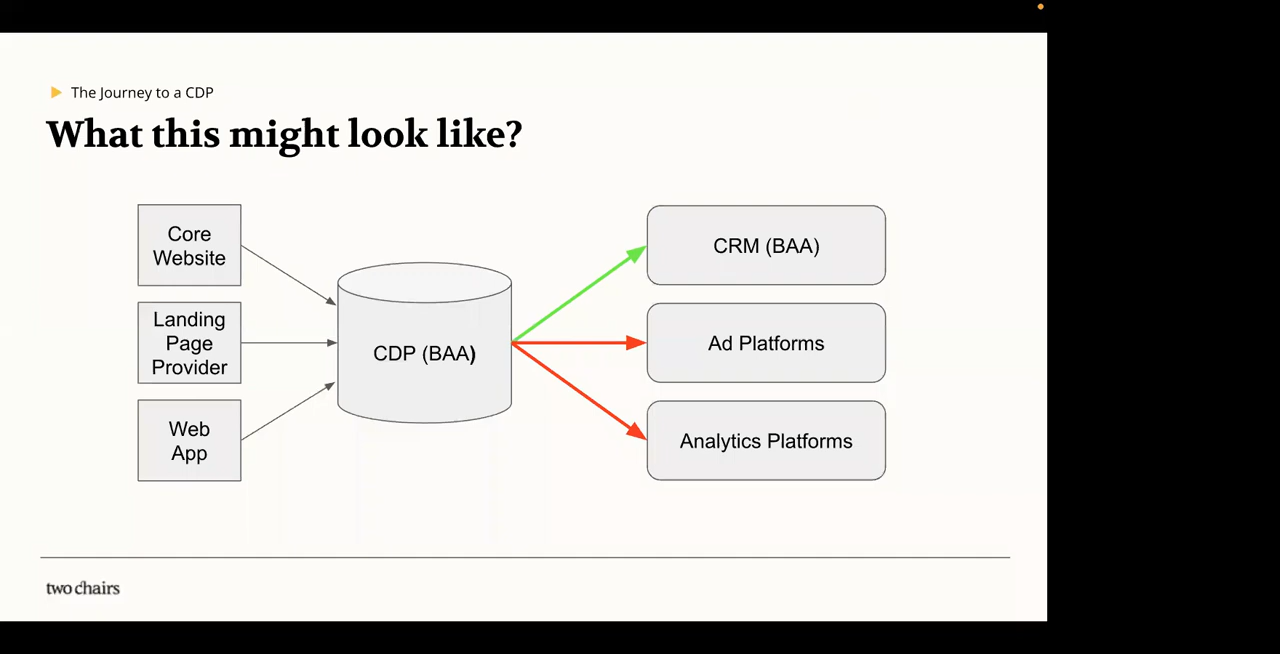 The Journey to a CDP
What this might look like?
Core
Website
Landing
Page
Provider
Web
App
CDP (BAA)
CRM (BAA)
Ad Platforms
Analytics Platforms
two chairs